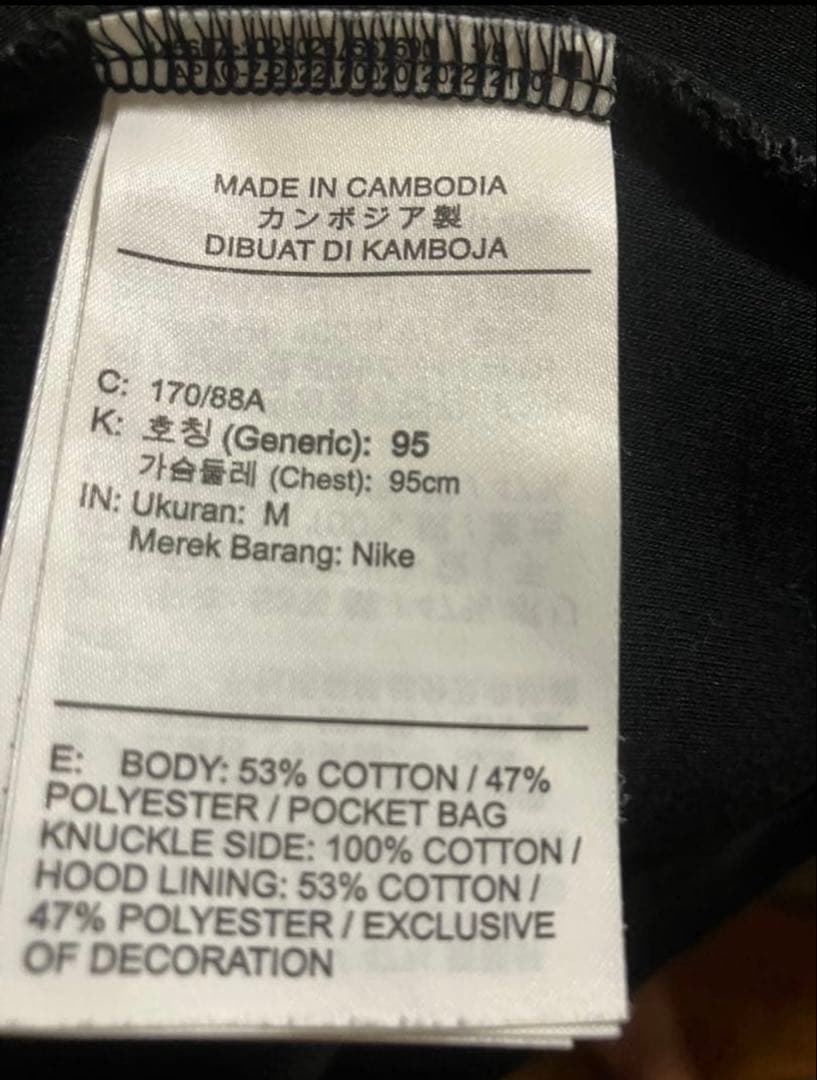 MADE IN CAMBODIA
カンボジア製
DIBUAT DI KAMBOJA
C: 170/88A
K: 호칭 (Generic): 95
가슴둘레 (Chest): 95cm
IN: Ukuran: M
Merek Barang: Nike
E: BODY: 53% COTTON / 47%
POLYESTER / POCKET BAG
KNUCKLE SIDE: 100% COTTON /
HOOD LINING: 53% COTTON /
47% POLYESTER / EXCLUSIVE
OF DECORATION